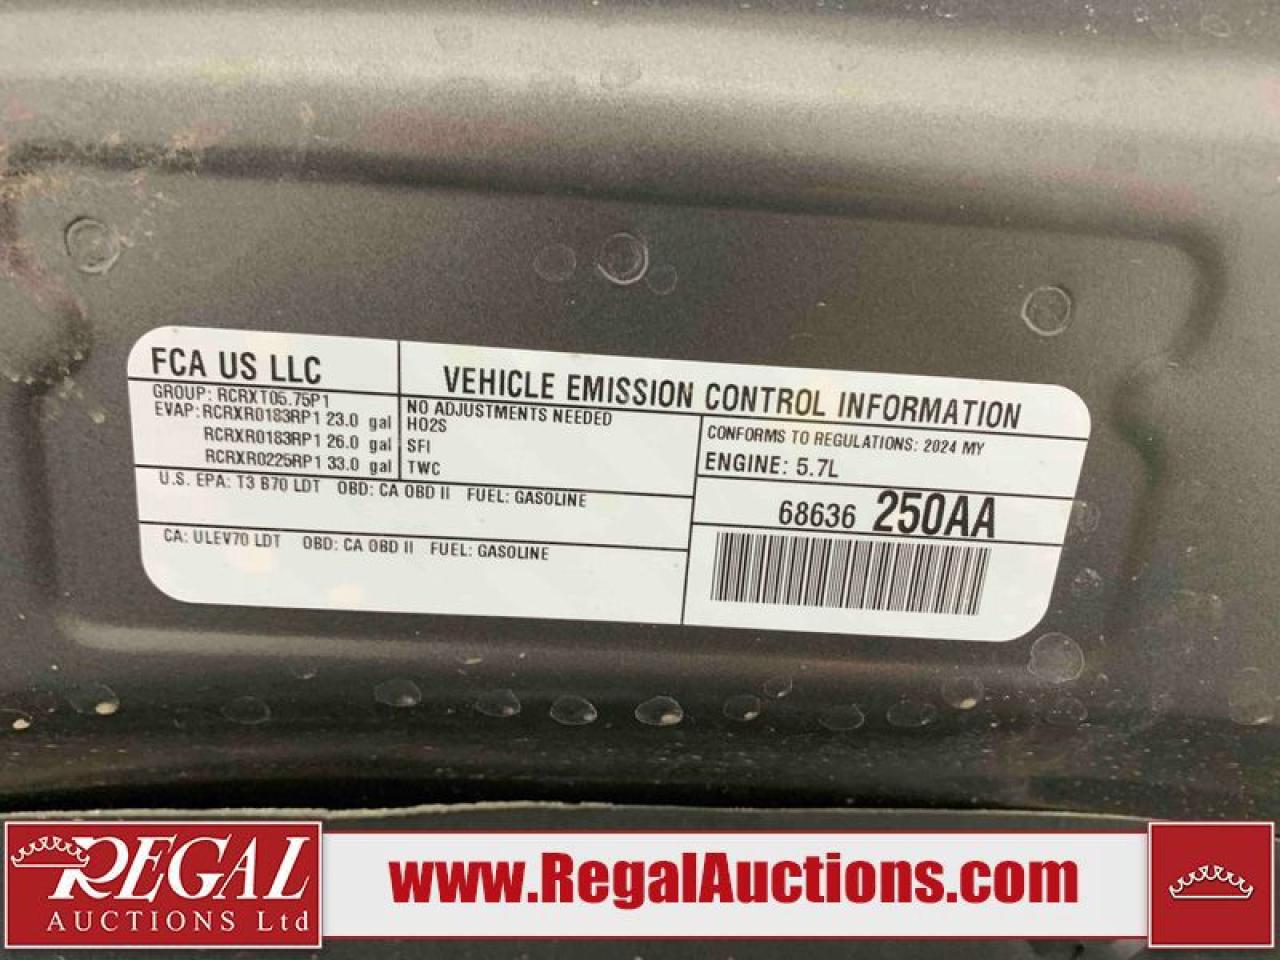 FCA US LLC
VEHICLE EMISSION CONTROL INFORMATION
GROUP: RCRXT05.75P1
EVAP: RCRXR0183RP1 23.0 gal
RCRXR0183RP1 26.0 gal
RCRXR0225RP1 33.0 gal
NO ADJUSTMENTS NEEDED
HO2S
SFI
TWC
CONFORMS TO REGULATIONS: 2024 MY
ENGINE: 5.7L
U.S. EPA: T3 B70 LDT OBD: CA OBD II FUEL: GASOLINE
68636 250AA
CA: ULEV70 LDT OBD: CA OBD II FUEL: GASOLINE
REGAL
AUCTIONS Ltd
www.RegalAuctions.com